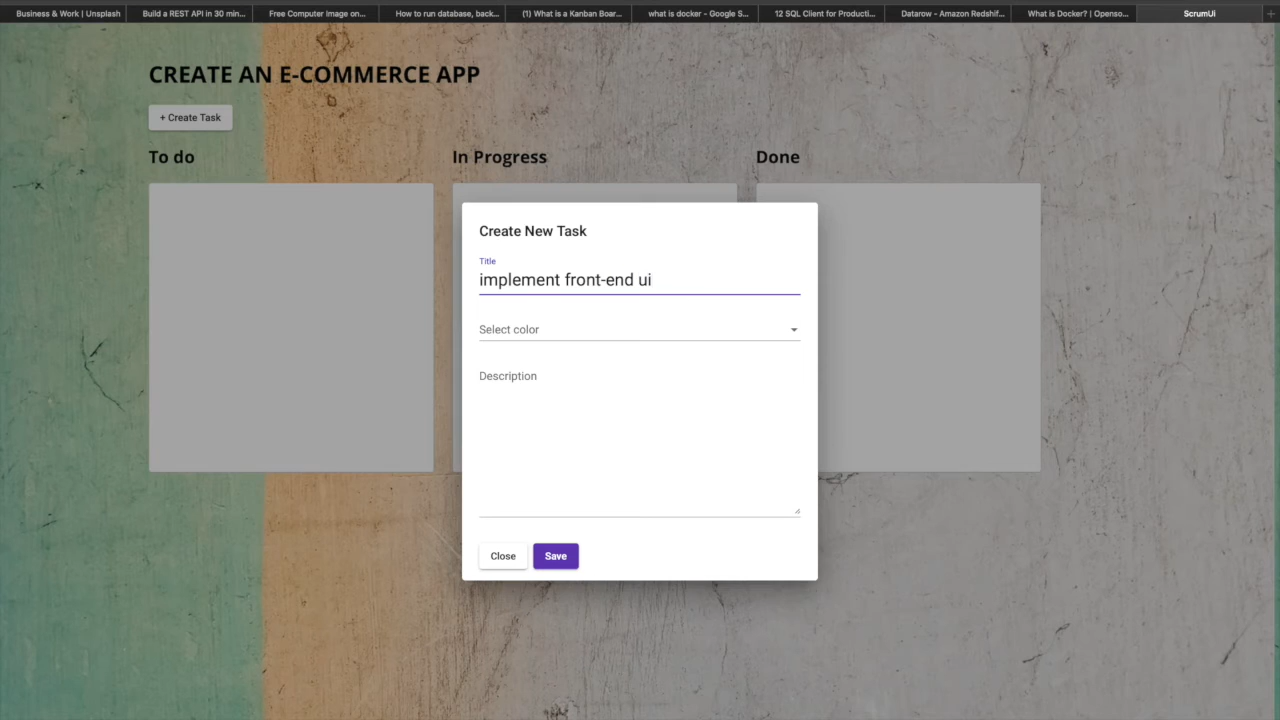 Business & Work | Unsplash
Build a REST API in 30 min...
Free Computer Image on...
How to run database, back...
(1) What is a Kanban Boar...
what is docker - Google S...
12 SQL Client for Producti...
Datarow - Amazon Redshif...
What is Docker? | Openso...
ScrumUi
CREATE AN E-COMMERCE APP
+ Create Task
To do
In Progress
Done
Create New Task
Title
implement front-end ui
Select color
Description
Close
Save